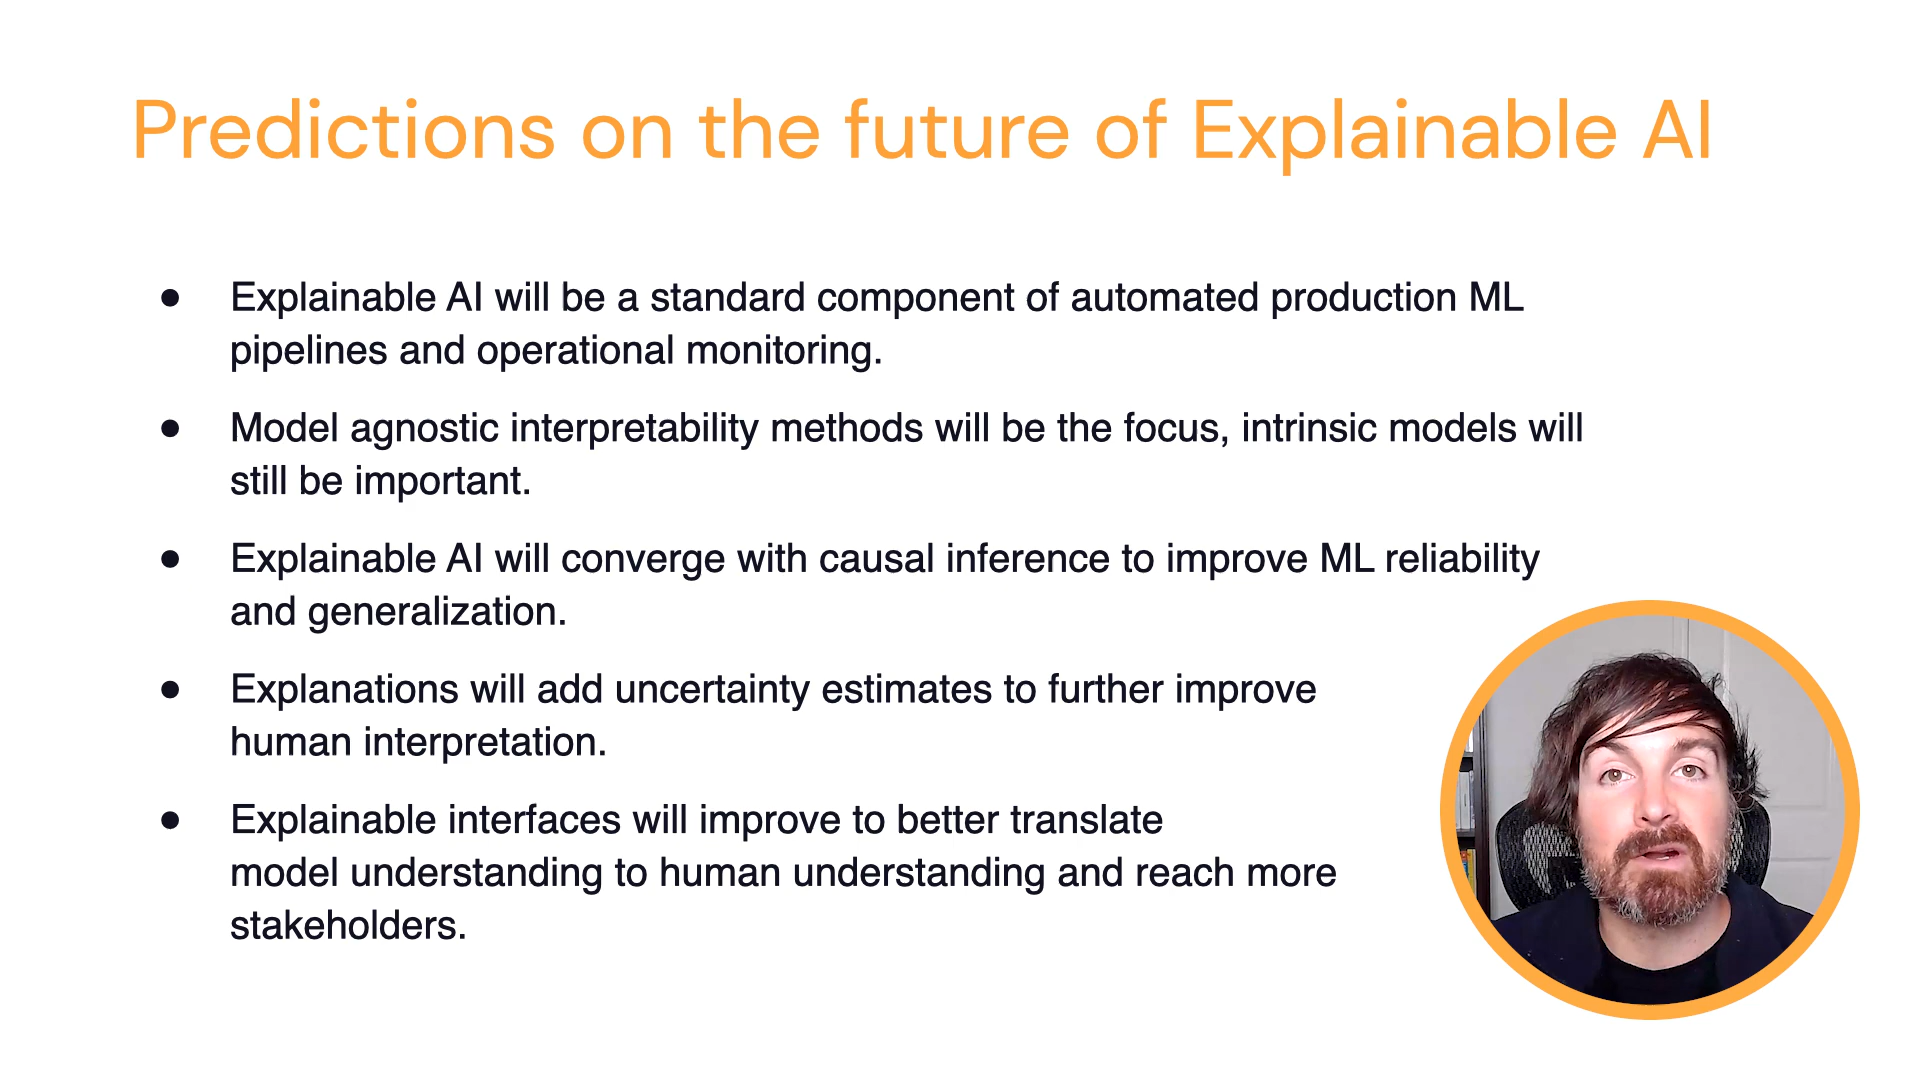 Predictions on the future of Explainable AI
● Explainable AI will be a standard component of automated production ML
pipelines and operational monitoring.
● Model agnostic interpretability methods will be the focus, intrinsic models will
still be important.
● Explainable AI will converge with causal inference to improve ML reliability
and generalization.
● Explanations will add uncertainty estimates to further improve
human interpretation.
● Explainable interfaces will improve to better translate
model understanding to human understanding and reach more
stakeholders.